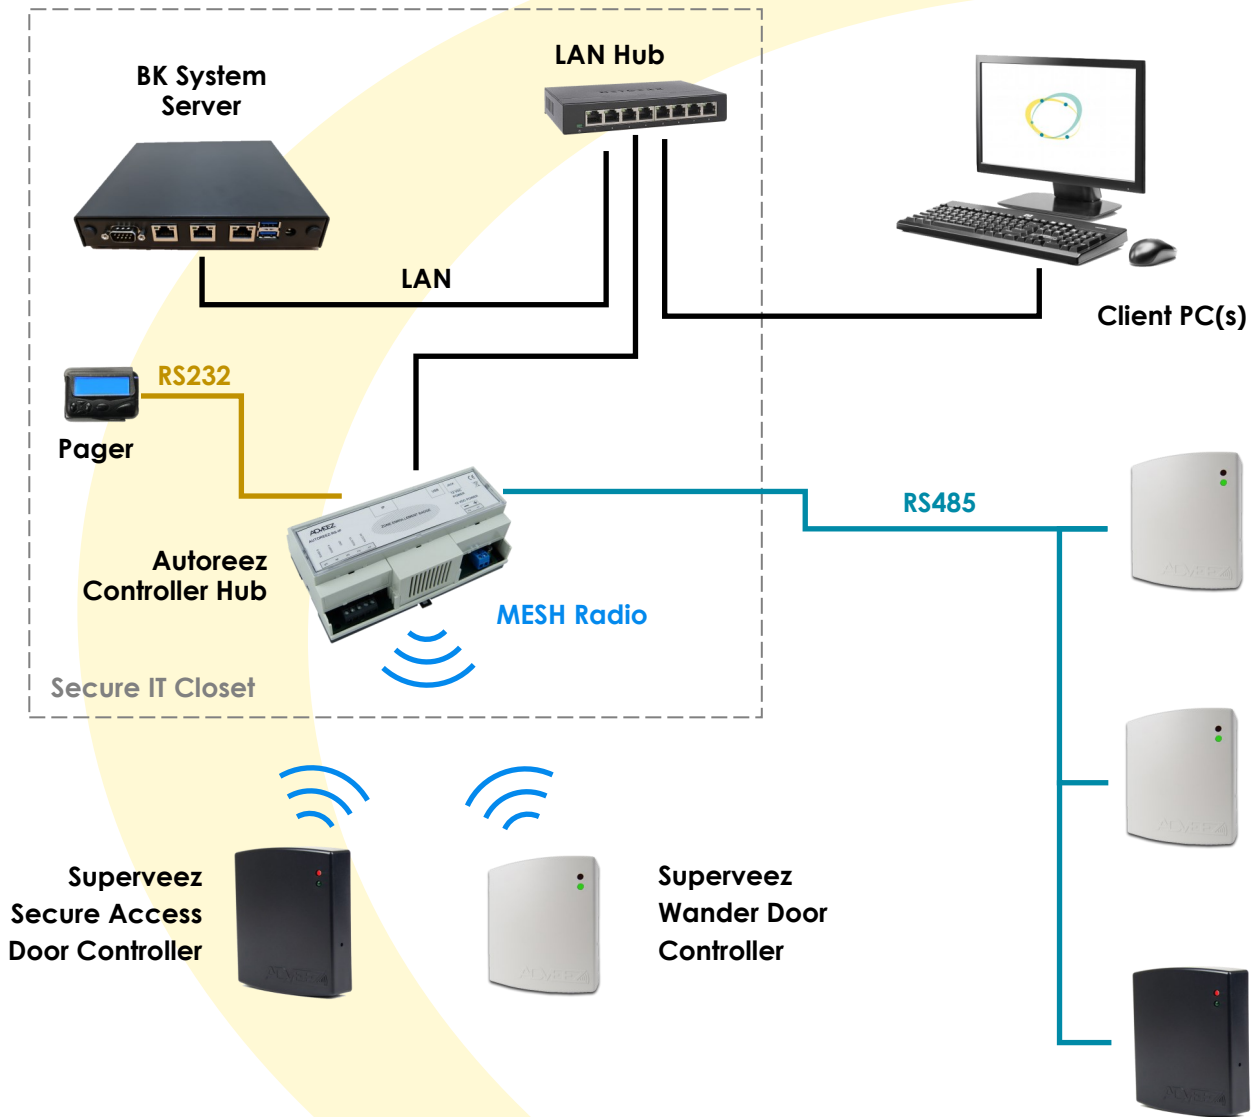 LAN Hub
BK System
Server
LAN
Client PC(s)
RS232
Pager
RS485
Autoreez
Controller Hub
MESH Radio
Secure IT Closet
Superveez
Secure Access
Door Controller
Superveez
Wander Door
Controller